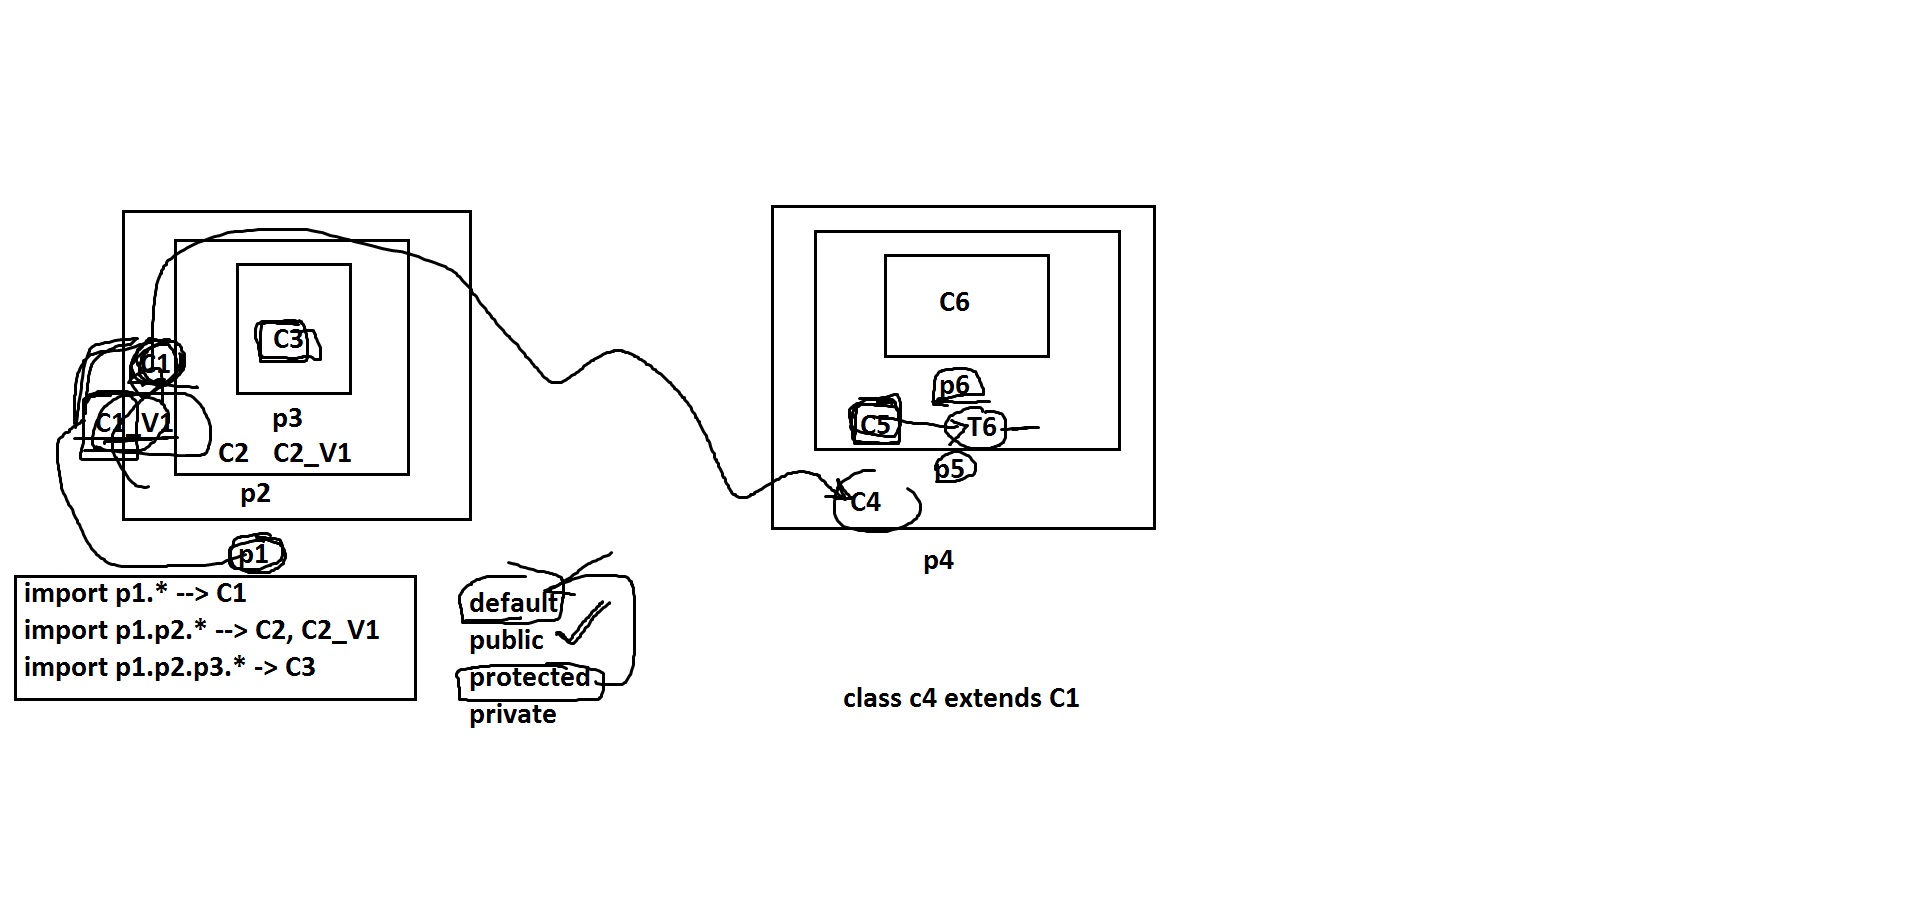 C3
C1
C1_V1
p3
C2 C2_V1
p2
p1
C6
p6
C5 T6
p5
C4
p4
import p1.* --> C1
import p1.p2.* --> C2, C2_V1
import p1.p2.p3.* -> C3
default
public
protected
private
class c4 extends C1